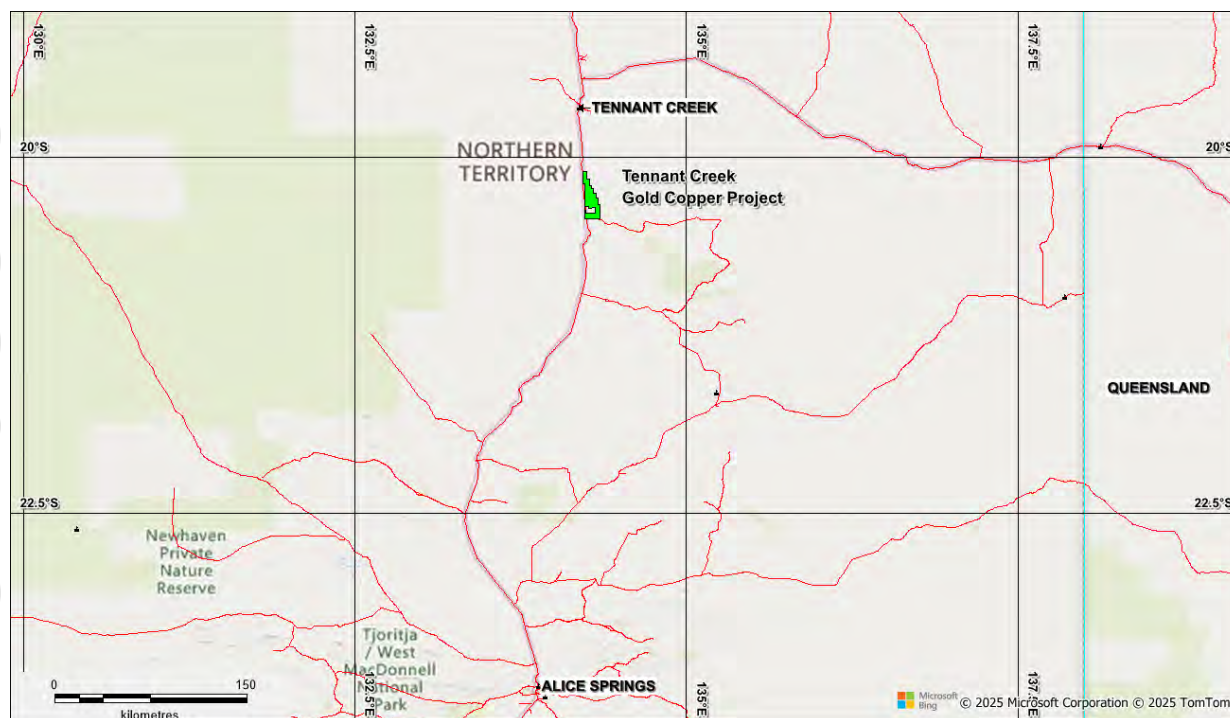 130°E
132.5°E
135°E
137.5°E
TENNANT CREEK
20°S
20°S
NORTHERN
TERRITORY
Tennant Creek
Gold Copper Project
QUEENSLAND
22.5°S
22.5°S
Newhaven
Private
Nature
Reserve
Tjoritja
/ West
MacDonnell
National
Park
ALICE SPRINGS
132.5°E
135°E
137.5°E
0 150
kilometres
Microsoft
Bing
© 2025 Microsoft Corporation © 2025 TomTom